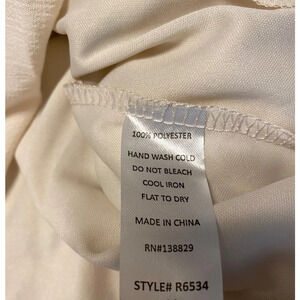 100% POLYESTER
HAND WASH COLD
DO NOT BLEACH
COOL IRON
FLAT TO DRY
MADE IN CHINA
RN#138829
STYLE# R6534